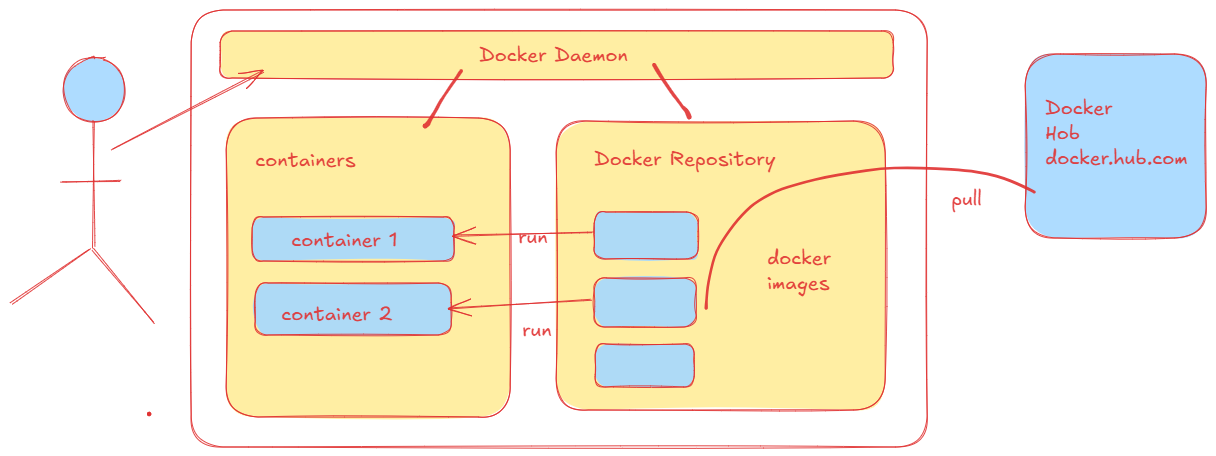 Docker Daemon
containers
container 1
container 2
run
run
Docker Repository
docker
images
pull
Docker
Hob
docker.hub.com